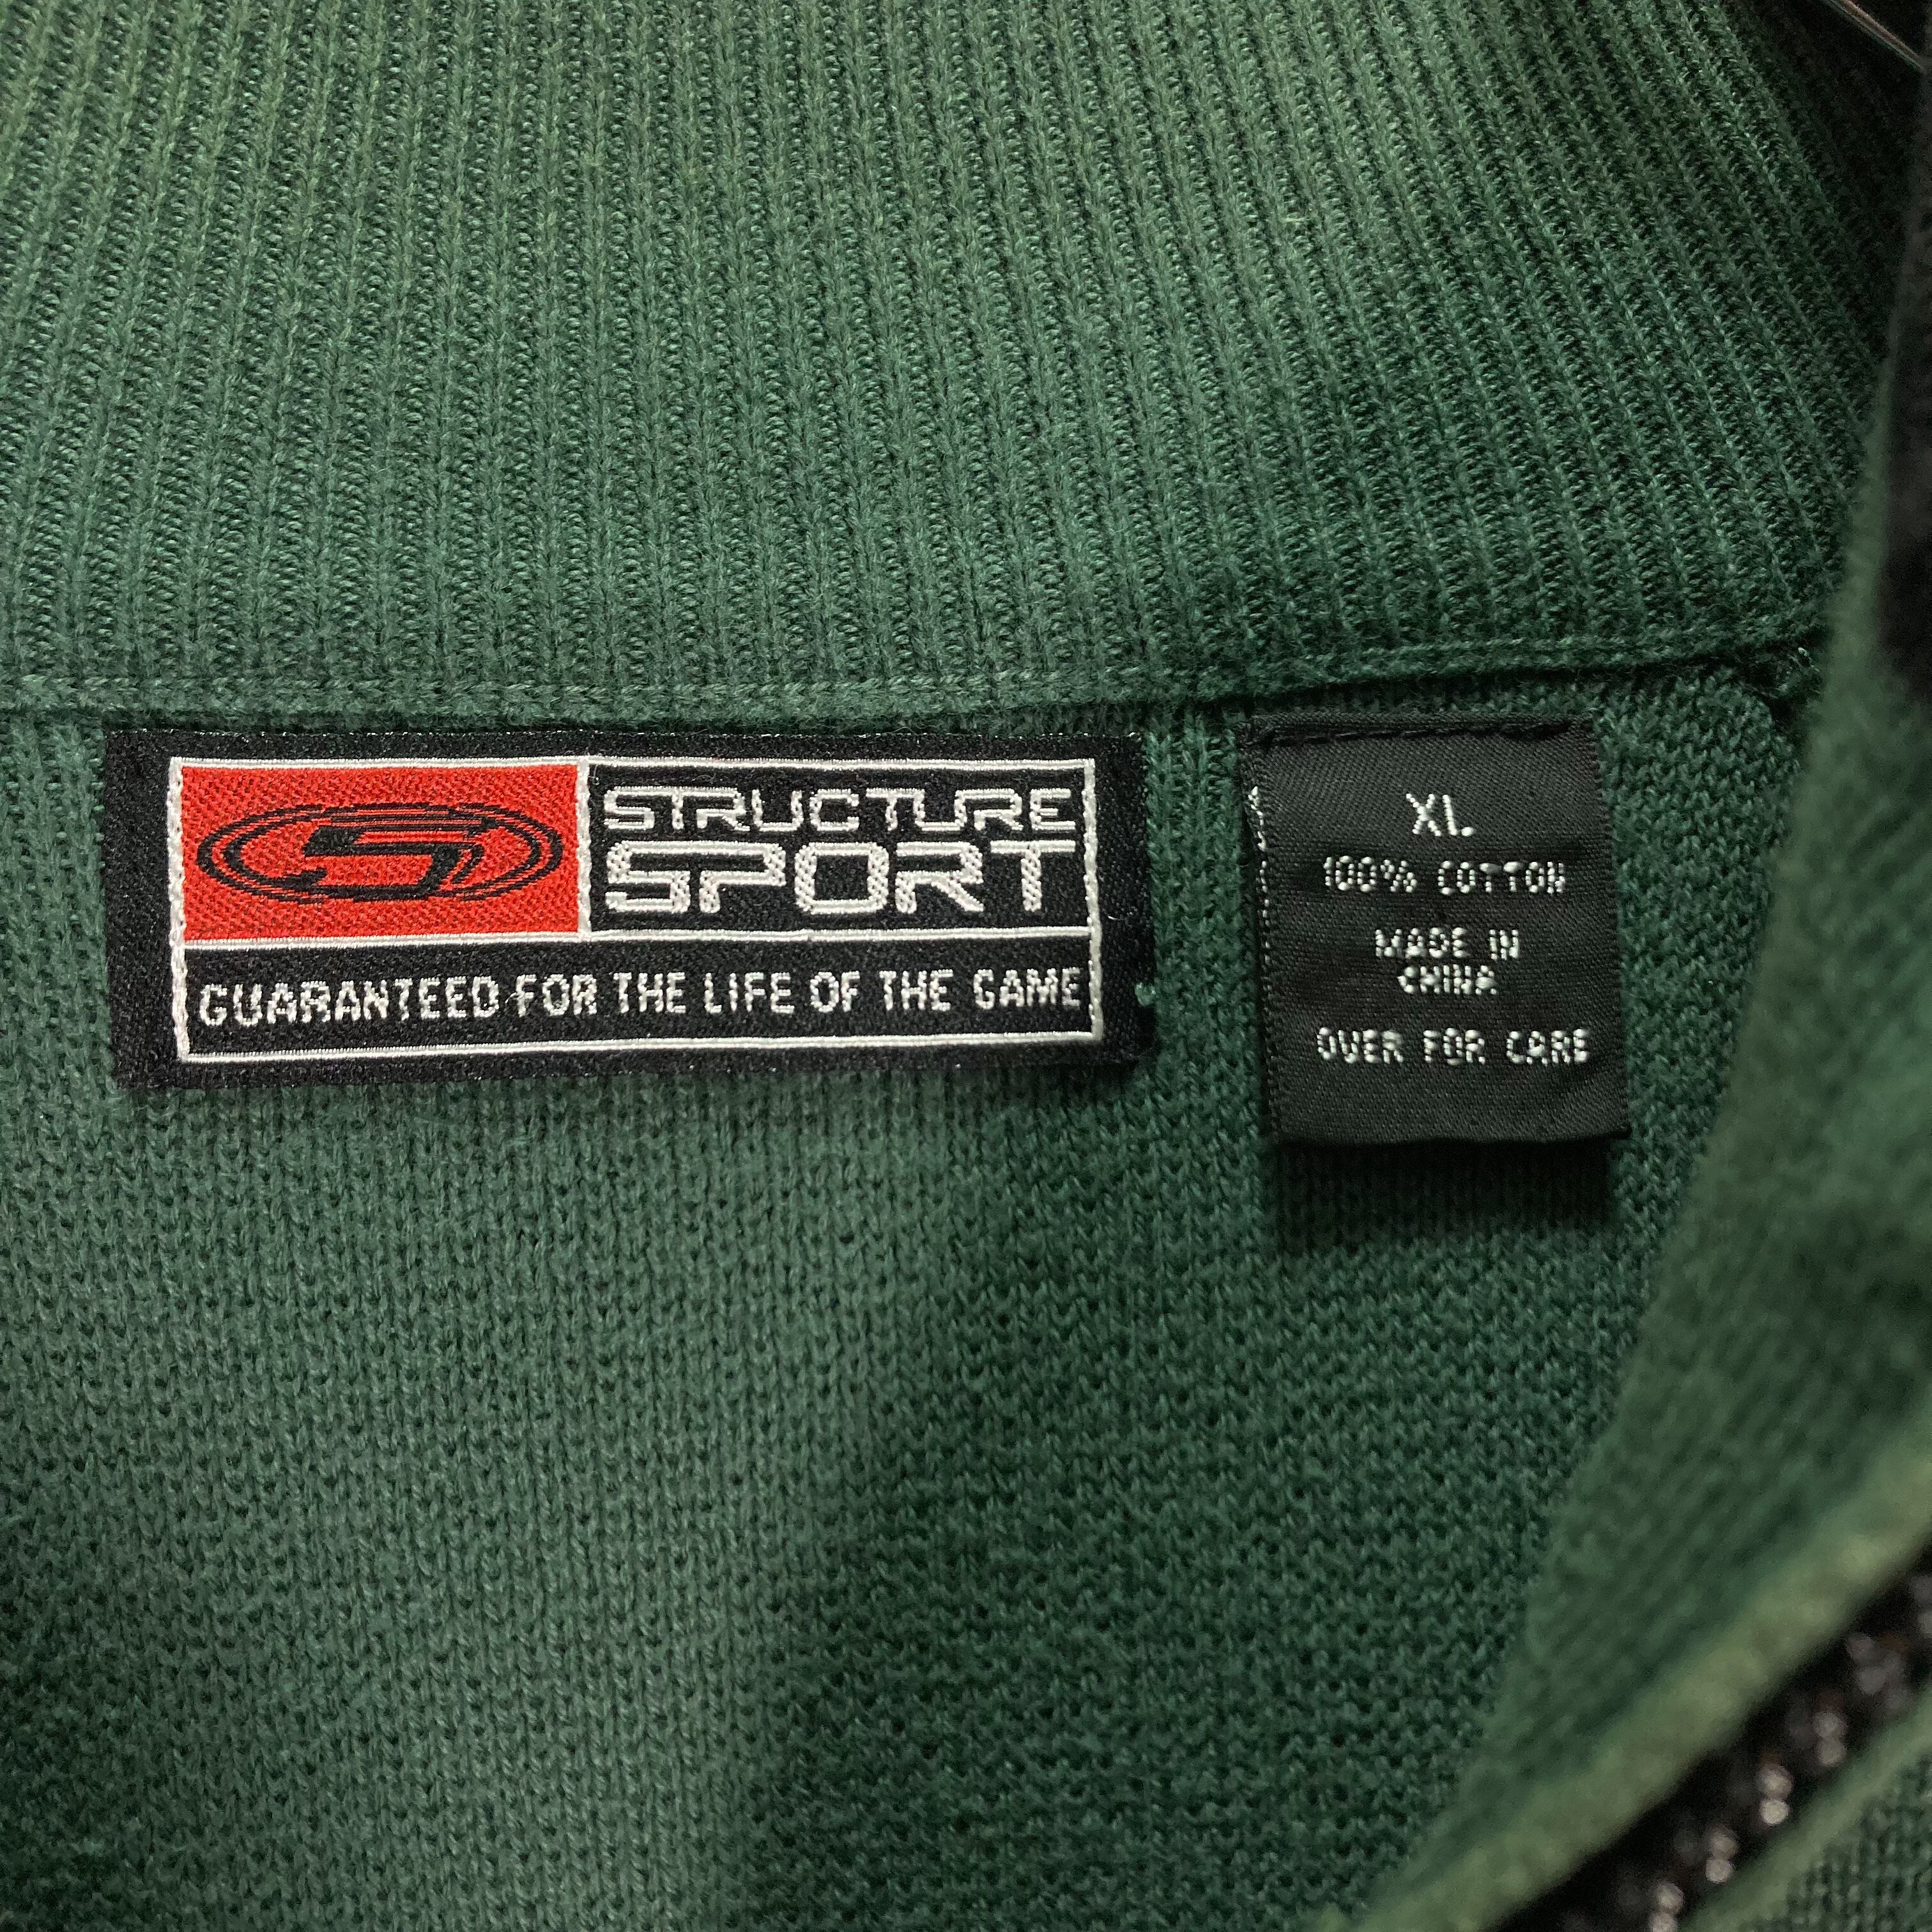 STRUCTURE
SPORT
GUARANTEED FOR THE LIFE OF THE GAME
XL
100% COTTON
MADE IN
CHINA
OVER FOR CARE